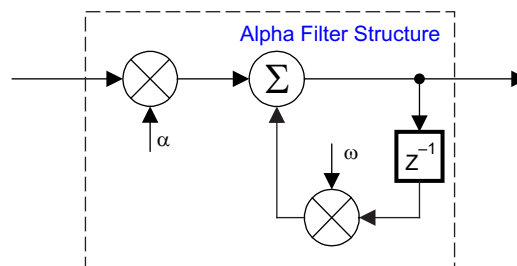 Alpha Filter Structure
Σ
α
ω
Z⁻¹